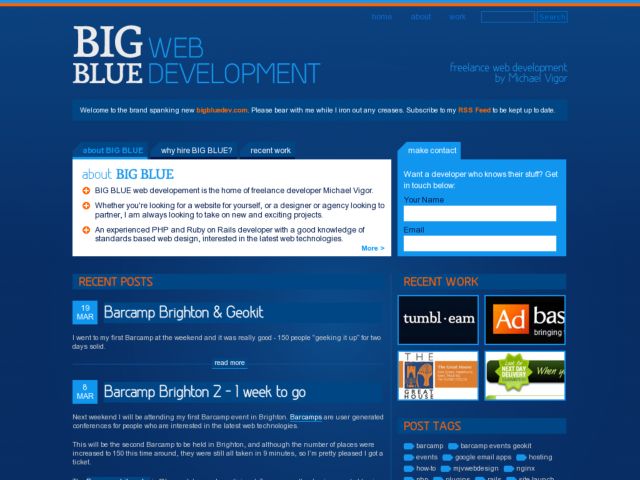 home about work Search
BIG WEB
BLUE DEVELOPMENT
freelance web development
by Michael Vigor
Welcome to the brand spanking new bigbluedev.com. Please bear with me while I iron out any creases. Subscribe to my RSS Feed to be kept up to date.
about BIG BLUE why hire BIG BLUE? recent work
about BIG BLUE
BIG BLUE web developement is the home of freelance developer Michael Vigor.
Whether you're looking for a website for yourself, or a designer or agency looking to
partner, I am always looking to take on new and exciting projects.
An experienced PHP and Ruby on Rails developer with a good knowledge of
standards based web design, interested in the latest web technologies.
More >
make contact
Want a developer who knows their stuff? Get
in touch below:
Your Name
Email
RECENT POSTS
19
MAR
Barcamp Brighton & Geokit
I went to my first Barcamp at the weekend and it was really good - 150 people "geeking it up" for two
days solid.
read more
8
MAR
Barcamp Brighton 2 - 1 week to go
Next weekend I will be attending my first Barcamp event in Brighton. Barcamps are user generated
conferences for people who are interested in the latest web technologies.
This will be the second Barcamp to be held in Brighton, and although the number of places were
increased to 150 this time around, they were still all taken in 9 minutes, so I'm pretty pleased I got a
ticket.
RECENT WORK
tumbl·eam
Ad bas
bringing
THE
GREAT
HOUSE
The Great House
Look for
NEXT DAY
DELIVERY
When you
POST TAGS
barcamp barcamp events geokit
events google email apps hosting
how-to mjvwebdesign nginx
php plugins rails site launch